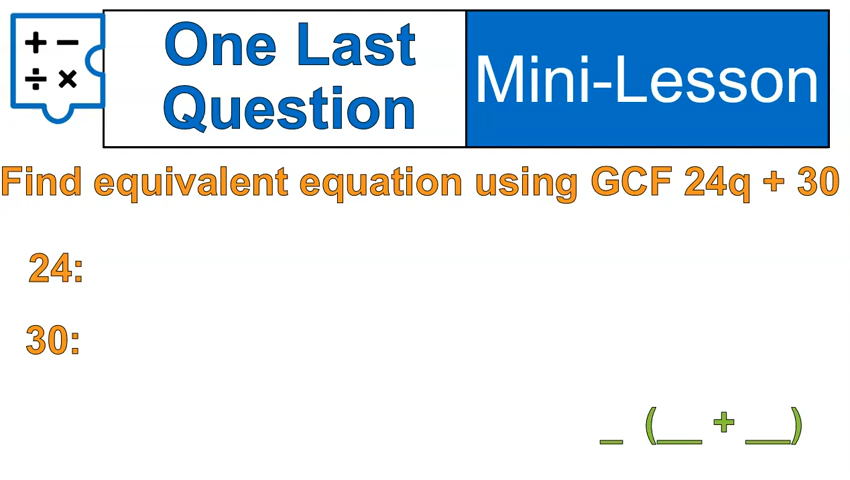 + −
÷ ×
One Last
Question
Mini-Lesson
Find equivalent equation using GCF 24q + 30
24:
30:
_ (__ + __)